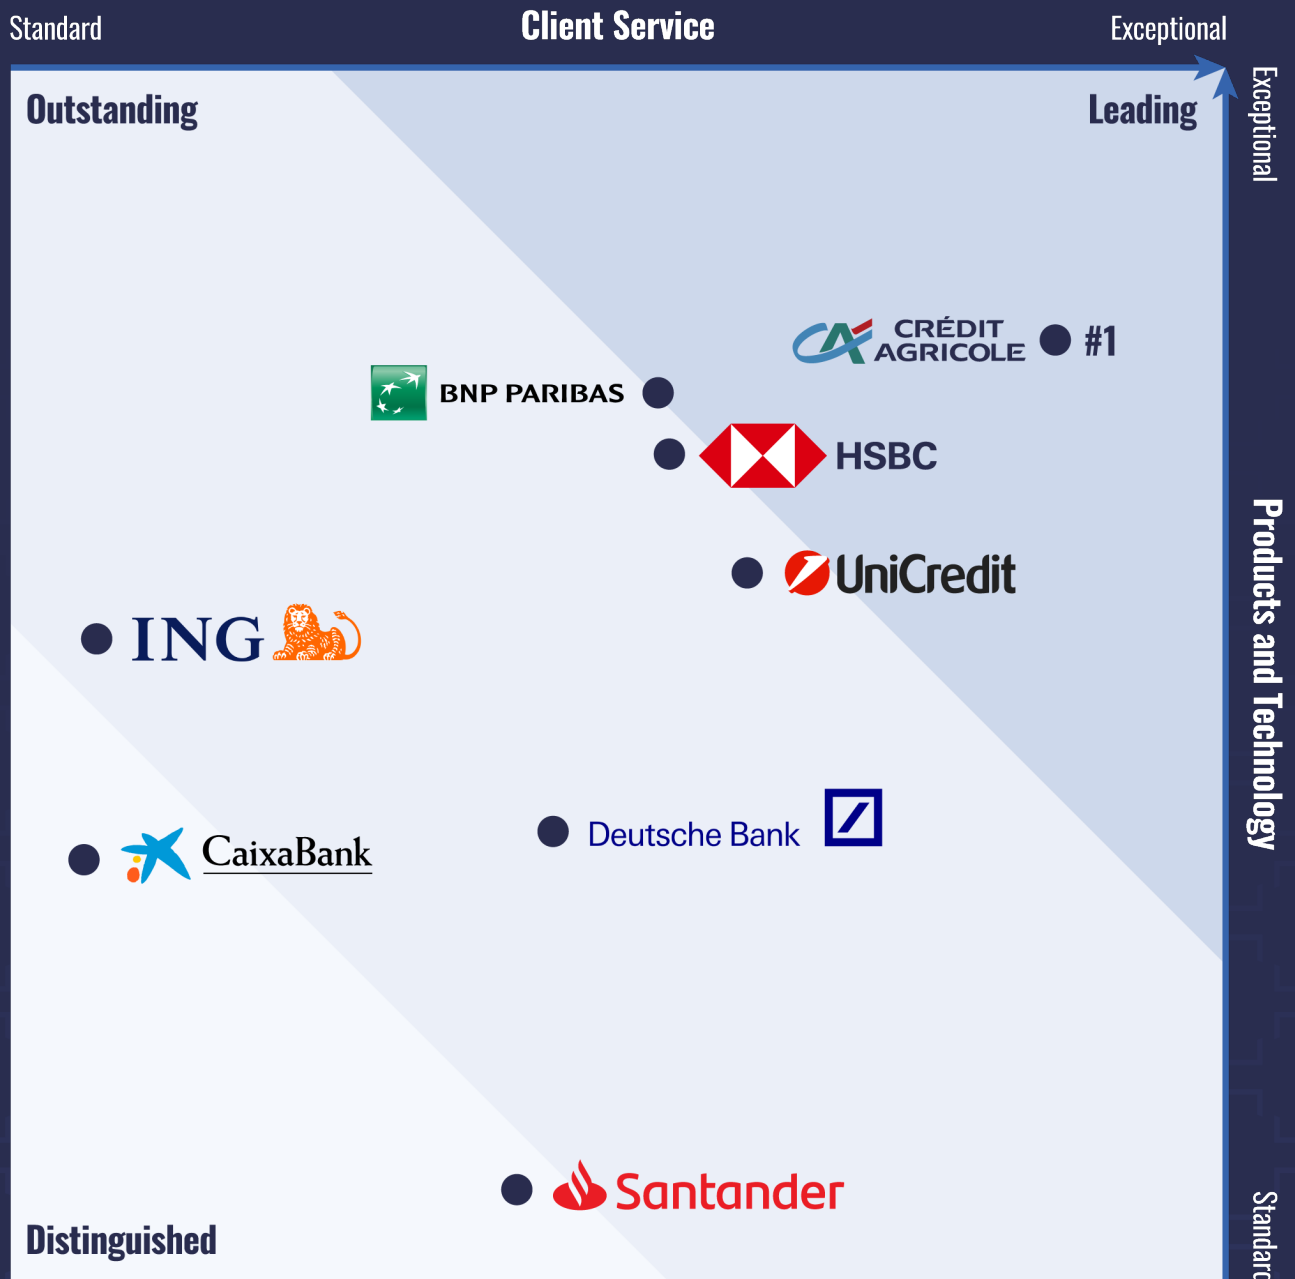 Standard
Client Service
Exceptional
Outstanding
Leading
Exceptional
CRÉDIT
AGRICOLE
#1
BNP PARIBAS
HSBC
Products and Technology
UniCredit
ING
Deutsche Bank
CaixaBank
Santander
Standard
Distinguished